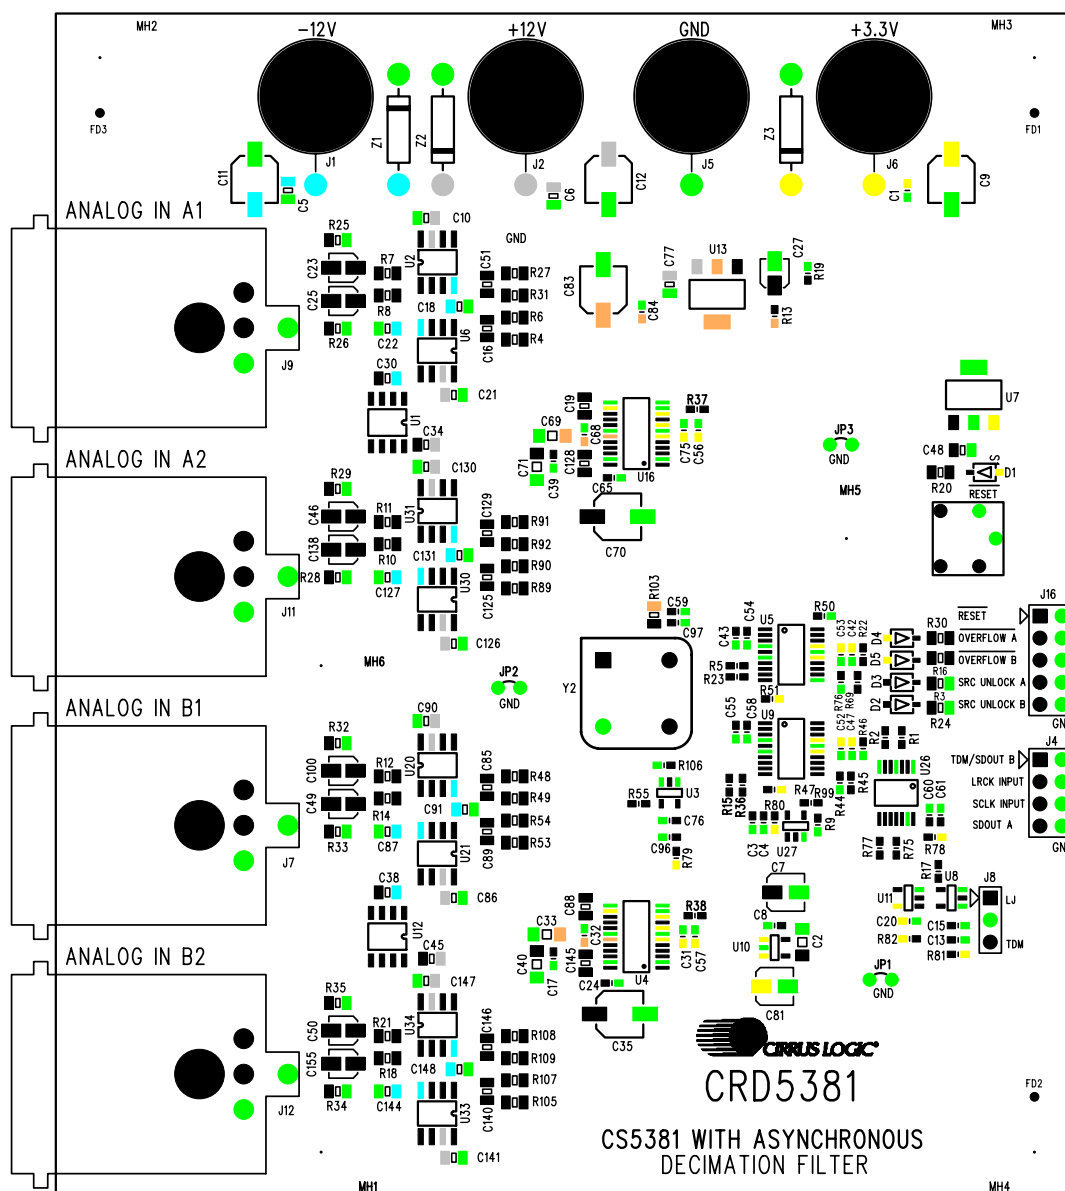 MH2
MH3
-12V
+12V
GND
+3.3V
FD3
FD1
Z1
Z2
Z3
J1
J2
J5
J6
C11
C5
C6
C12
C1
C9
ANALOG IN A1
R25
C10
GND
C23
R7
U2
C51
R27
C83
C77
U13
C27
R19
C25
R8
C18
R31
R6
C84
R13
R26
C22
U6
C16
R4
J9
C30
C21
U7
U1
C19
R37
C34
C69
C68
C75
C56
JP3
GND
C48
ANALOG IN A2
C130
C71
C39
C128
U16
R20
D1
S
R29
C65
MH5
RESET
C46
R11
U31
C129
R91
C70
C138
R10
C131
R92
R90
R28
C127
U30
C125
R89
J11
R103
C59
C97
C54
C43
U5
R50
C53
C42
R22
J16
RESET
D4
R30
OVERFLOW A
C126
D5
OVERFLOW B
MH6
JP2
GND
Y2
R5
R23
R16
D3
SRC UNLOCK A
R51
R76
R69
R3
D2
R24
SRC UNLOCK B
GN
ANALOG IN B1
C90
C55
C58
U9
C52
C47
R46
R2
R1
J4
R32
TDM/SDOUT B
C100
R12
U20
C85
R48
R106
U26
LRCK INPUT
C49
C91
R49
R55
U3
R15
R36
R47
R99
R44
R45
C60
C61
SCLK INPUT
R14
R54
C76
R80
R9
SDOUT A
R33
C87
U21
C89
R53
C96
R79
C3
C4
U27
R77
R75
R78
GN
J7
C38
C86
C7
R17
U8
J8
U12
C88
R38
U11
LJ
C45
C33
C32
C8
C20
C15
C31
C57
U10
C2
R82
C13
TDM
ANALOG IN B2
C147
C40
C17
C145
U4
R81
JP1
GND
R35
C24
C81
C50
R21
U34
C146
R108
C35
C155
R18
C148
R109
R107
CIRRUS LOGIC®
R34
C144
U33
C140
R105
CRD5381
FD2
J12
C141
CS5381 WITH ASYNCHRONOUS
DECIMATION FILTER
MH1
MH4